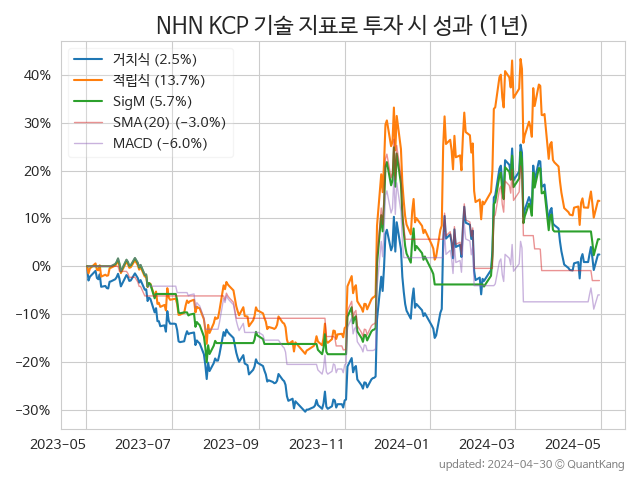 NHN KCP 기술 지표로 투자 시 성과 (1년)
거치식 (2.5%)
적립식 (13.7%)
SigM (5.7%)
SMA(20) (−3.0%)
MACD (−6.0%)
40%
30%
20%
10%
0%
−10%
−20%
−30%
2023-05 2023-07 2023-09 2023-11 2024-01 2024-03 2024-05
updated: 2024-04-30 © QuantKang